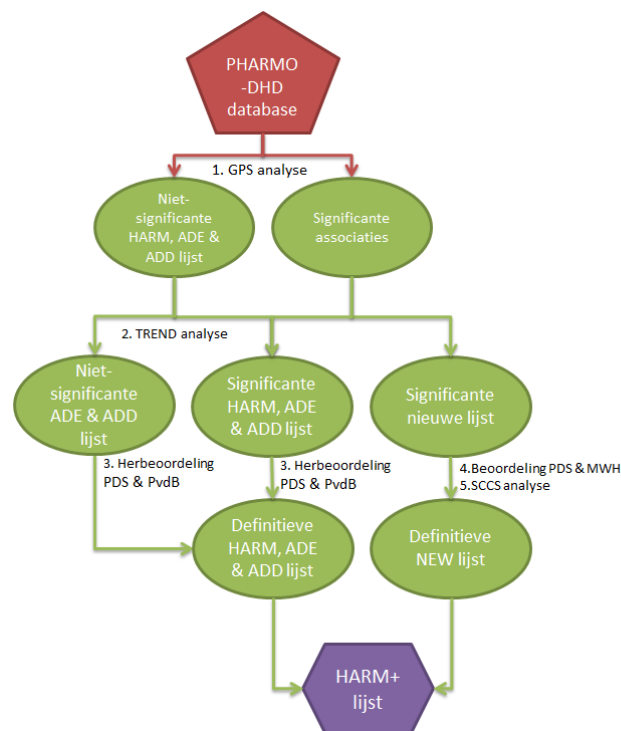 PHARMO
-DHD
database
1. GPS analyse
Niet-
significante
HARM, ADE &
ADD lijst
Significante
associaties
2. TREND analyse
Niet-
significante
ADE & ADD
lijst
Significante
HARM, ADE
& ADD lijst
Significante
nieuwe lijst
3. Herbeoordeling
PDS & PvdB
3. Herbeoordeling
PDS & PvdB
4.Beoordeling PDS & MWH
5.SCCS analyse
Definitieve
HARM, ADE
& ADD lijst
Definitieve
NEW lijst
HARM+
lijst